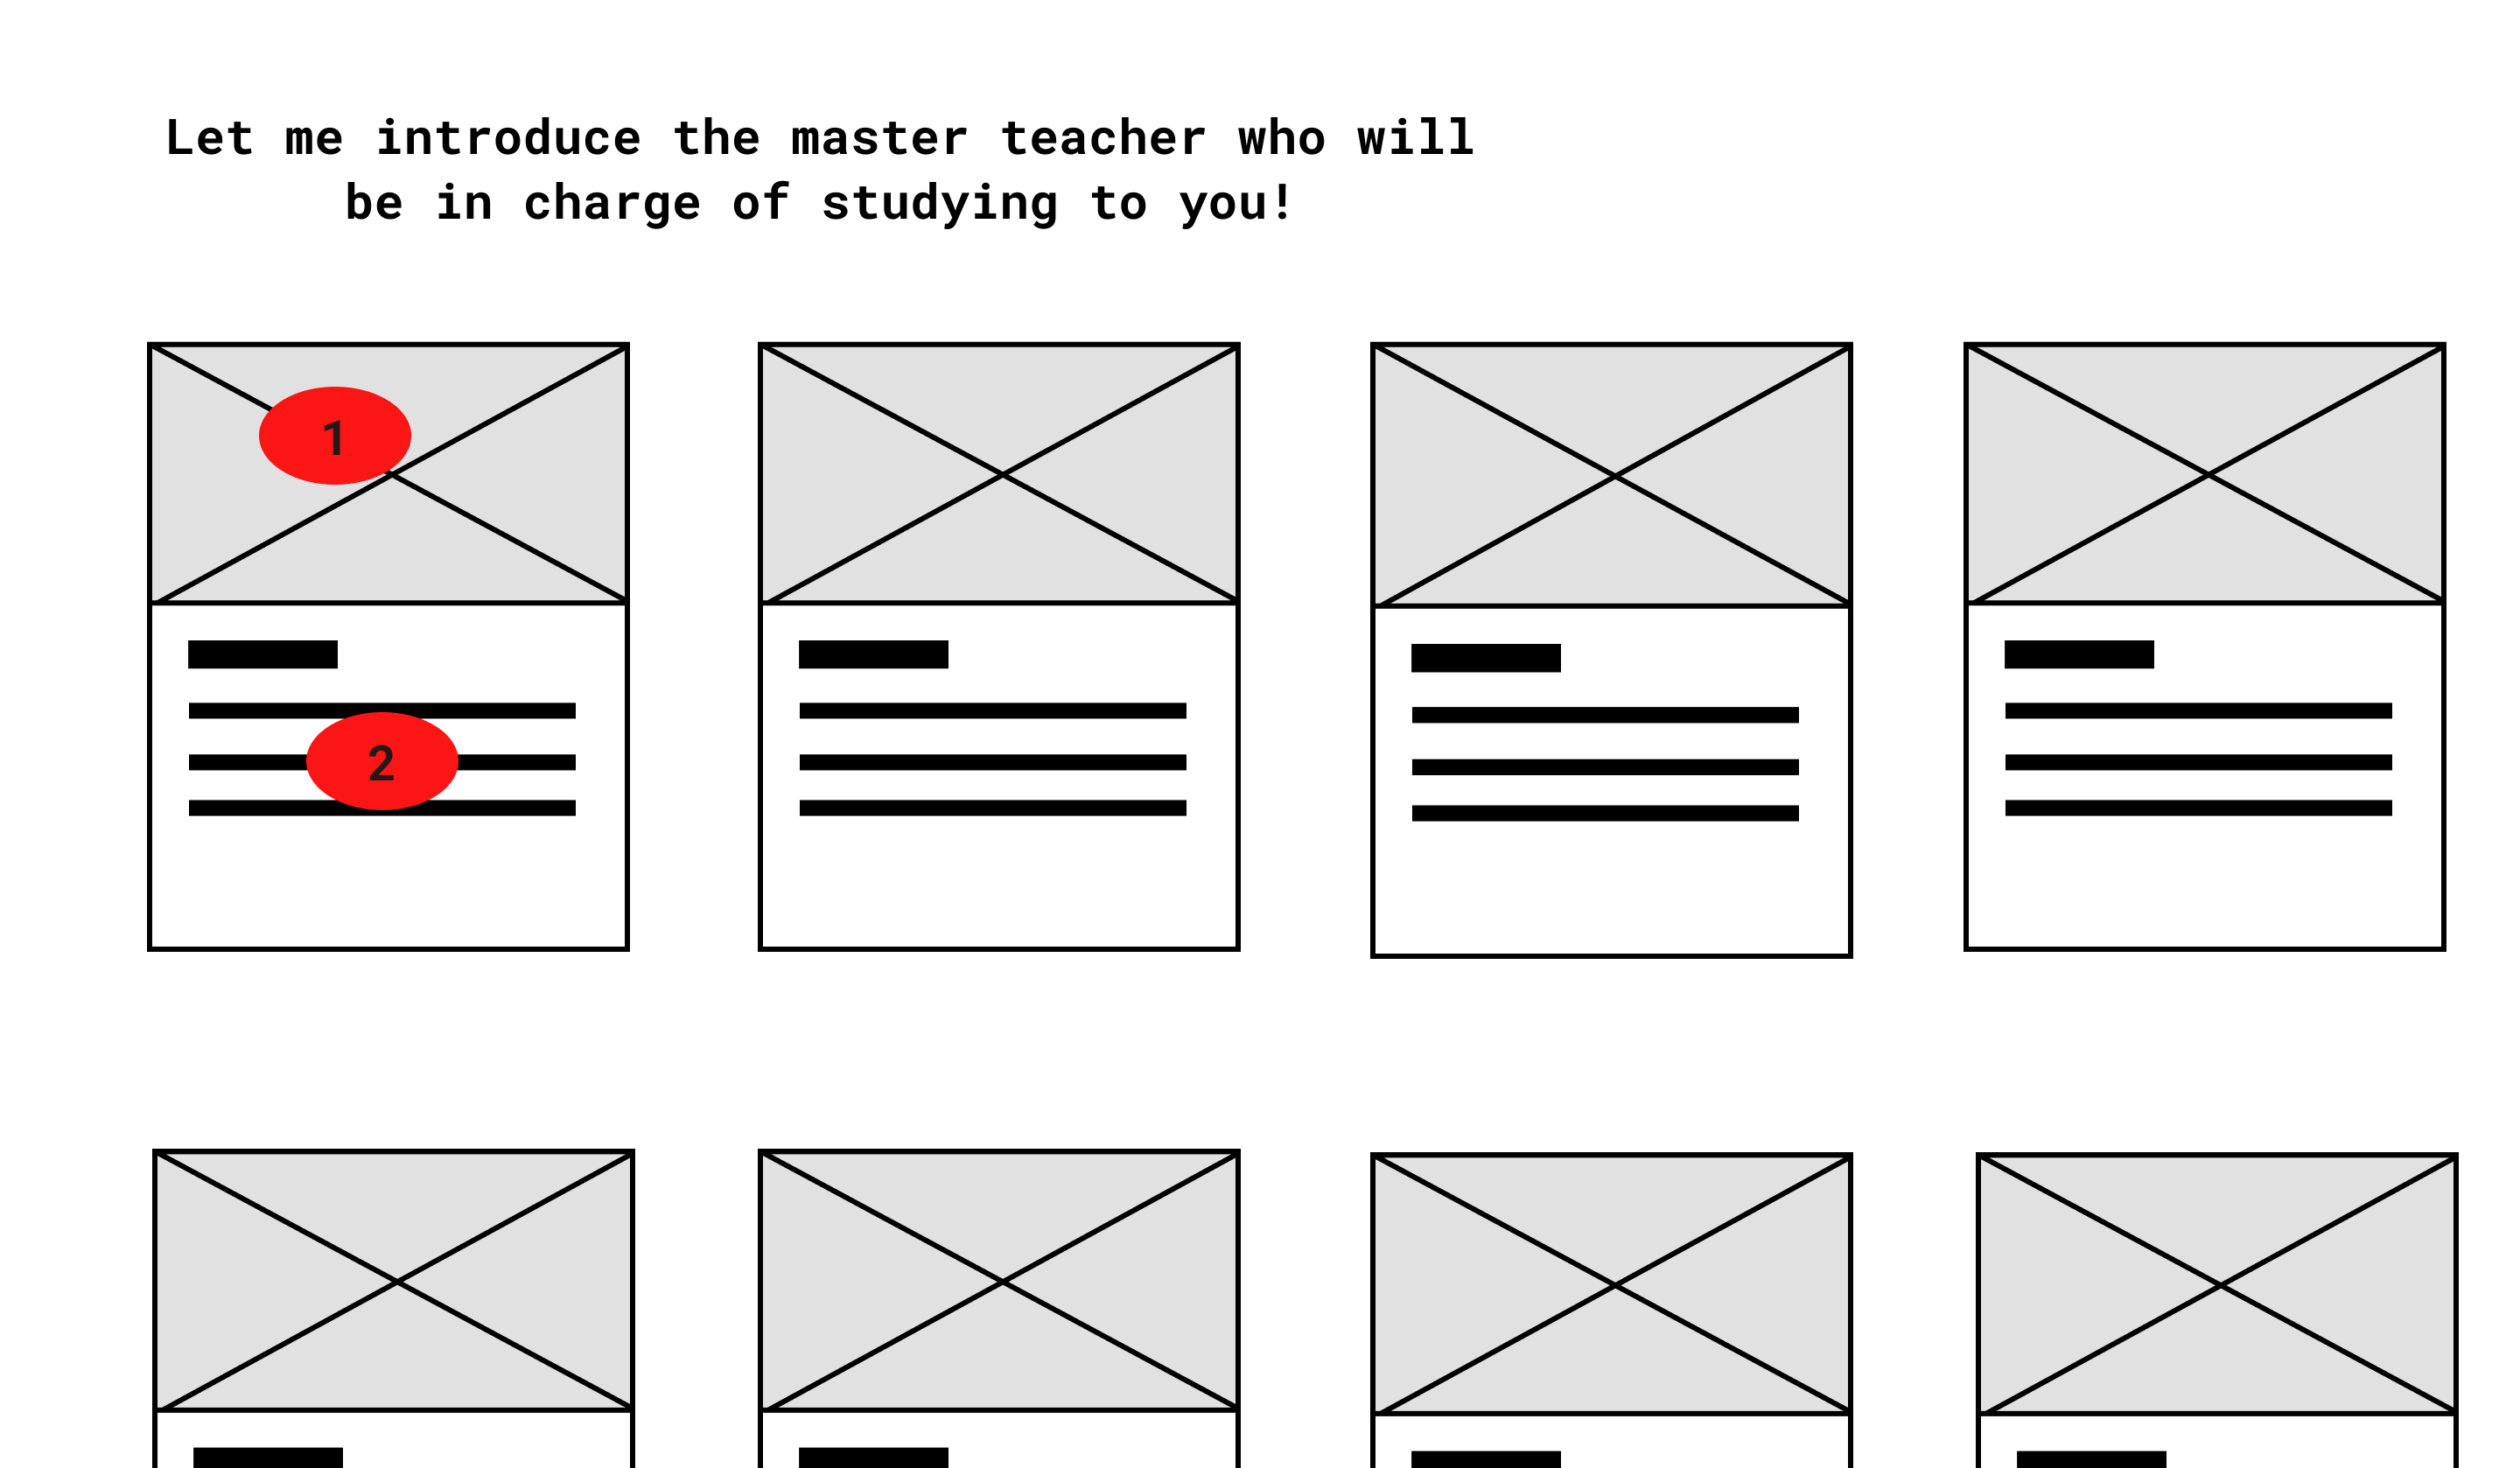 Let me introduce the master teacher who will
be in charge of studying to you!
1
2